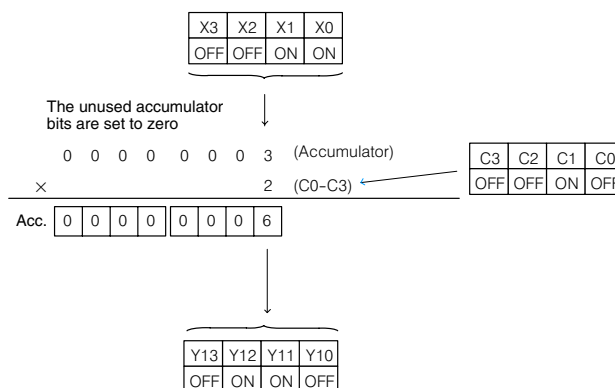 X3 X2 X1 X0
OFF OFF ON ON
The unused accumulator
bits are set to zero
0 0 0 0 0 0 0 3 (Accumulator)
× 2 (C0-C3)
C3 C2 C1 C0
OFF OFF ON OFF
Acc. 0 0 0 0 0 0 0 6
Y13 Y12 Y11 Y10
OFF ON ON OFF